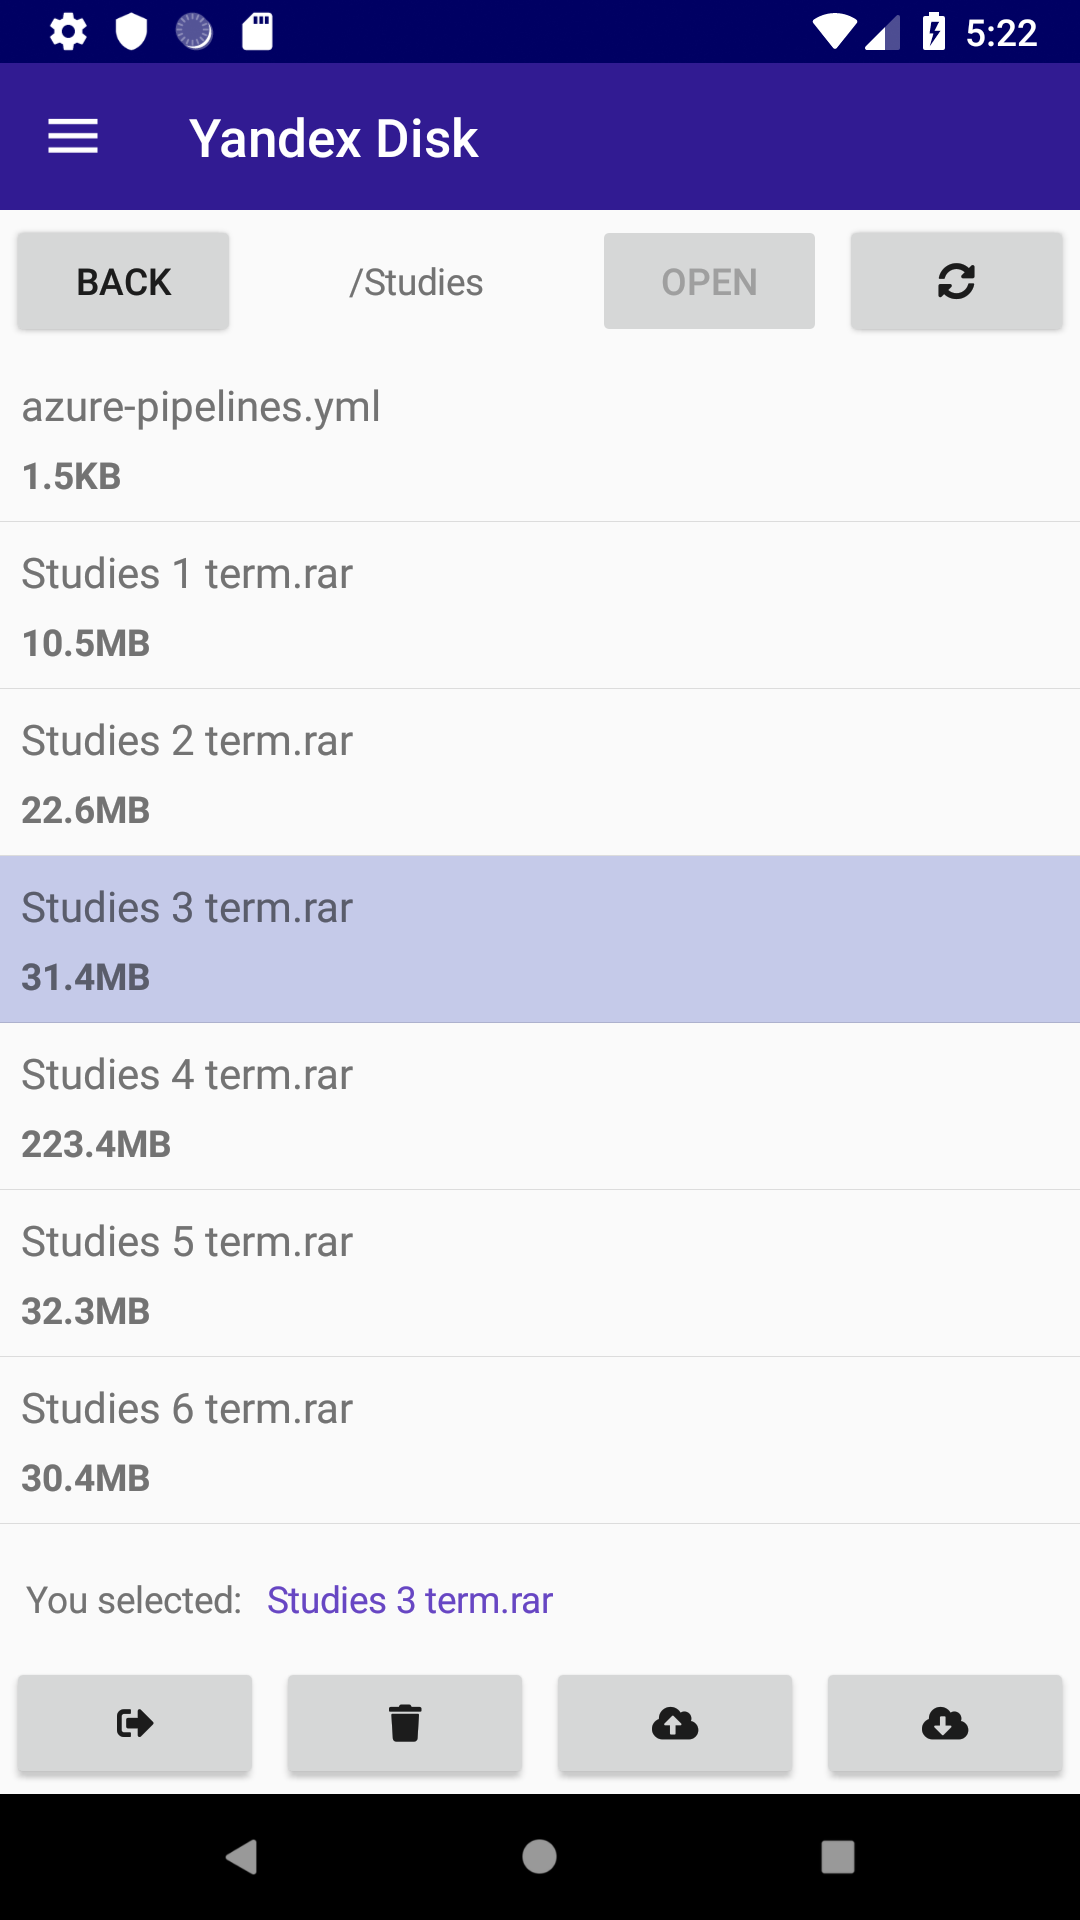 5:22
Yandex Disk
BACK /Studies OPEN
azure-pipelines.yml
1.5KB
Studies 1 term.rar
10.5MB
Studies 2 term.rar
22.6MB
Studies 3 term.rar
31.4MB
Studies 4 term.rar
223.4MB
Studies 5 term.rar
32.3MB
Studies 6 term.rar
30.4MB
You selected: Studies 3 term.rar